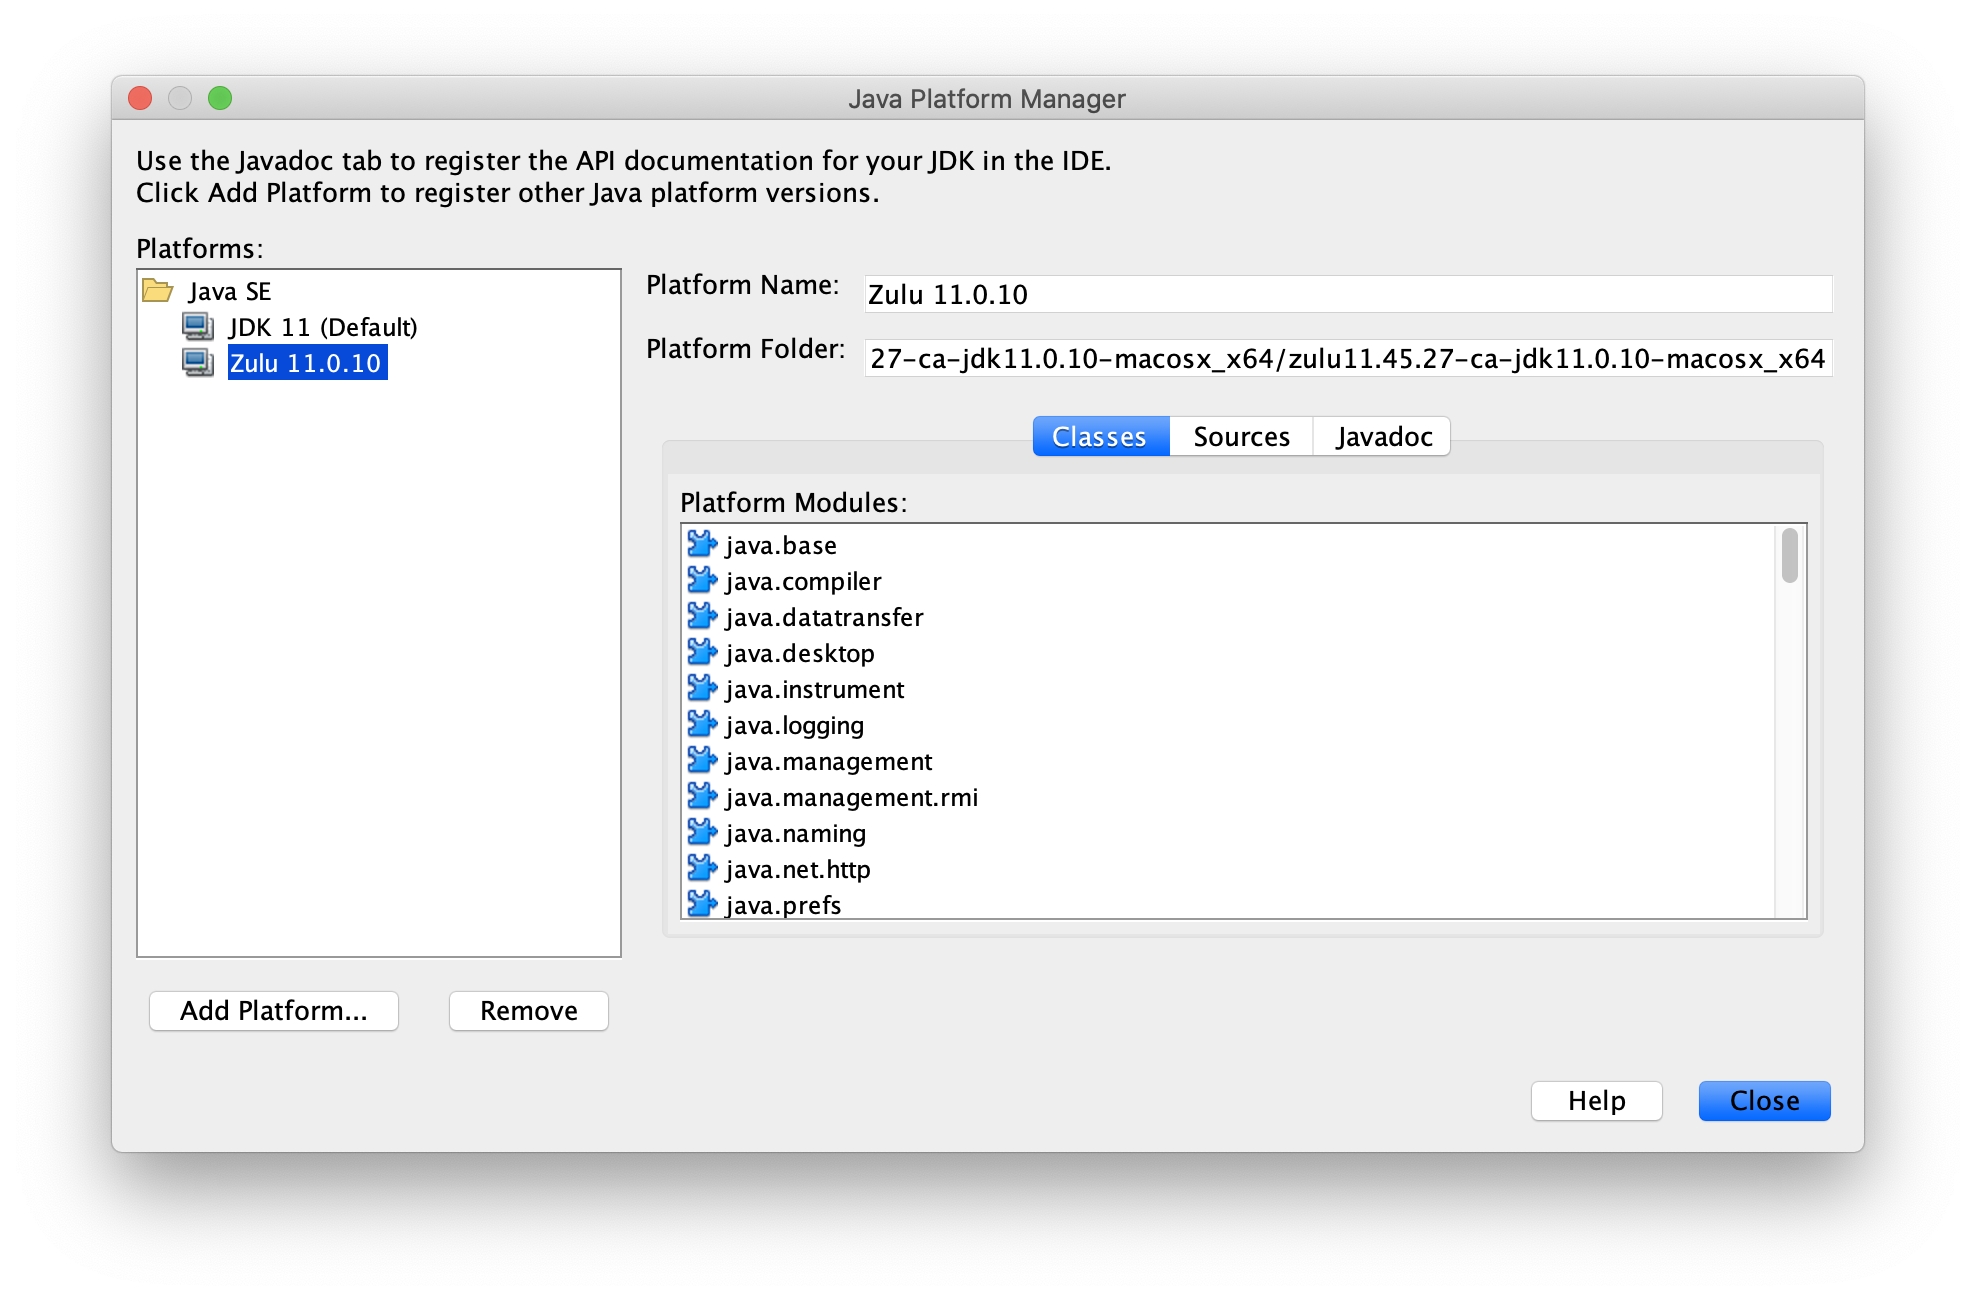 Java Platform Manager
Use the Javadoc tab to register the API documentation for your JDK in the IDE.
Click Add Platform to register other Java platform versions.
Platforms:
Java SE
JDK 11 (Default)
Zulu 11.0.10
Add Platform...
Remove
Platform Name:
Zulu 11.0.10
Platform Folder:
27-ca-jdk11.0.10-macosx_x64/zulu11.45.27-ca-jdk11.0.10-macosx_x64
Classes
Sources
Javadoc
Platform Modules:
java.base
java.compiler
java.datatransfer
java.desktop
java.instrument
java.logging
java.management
java.management.rmi
java.naming
java.net.http
java.prefs
Help
Close